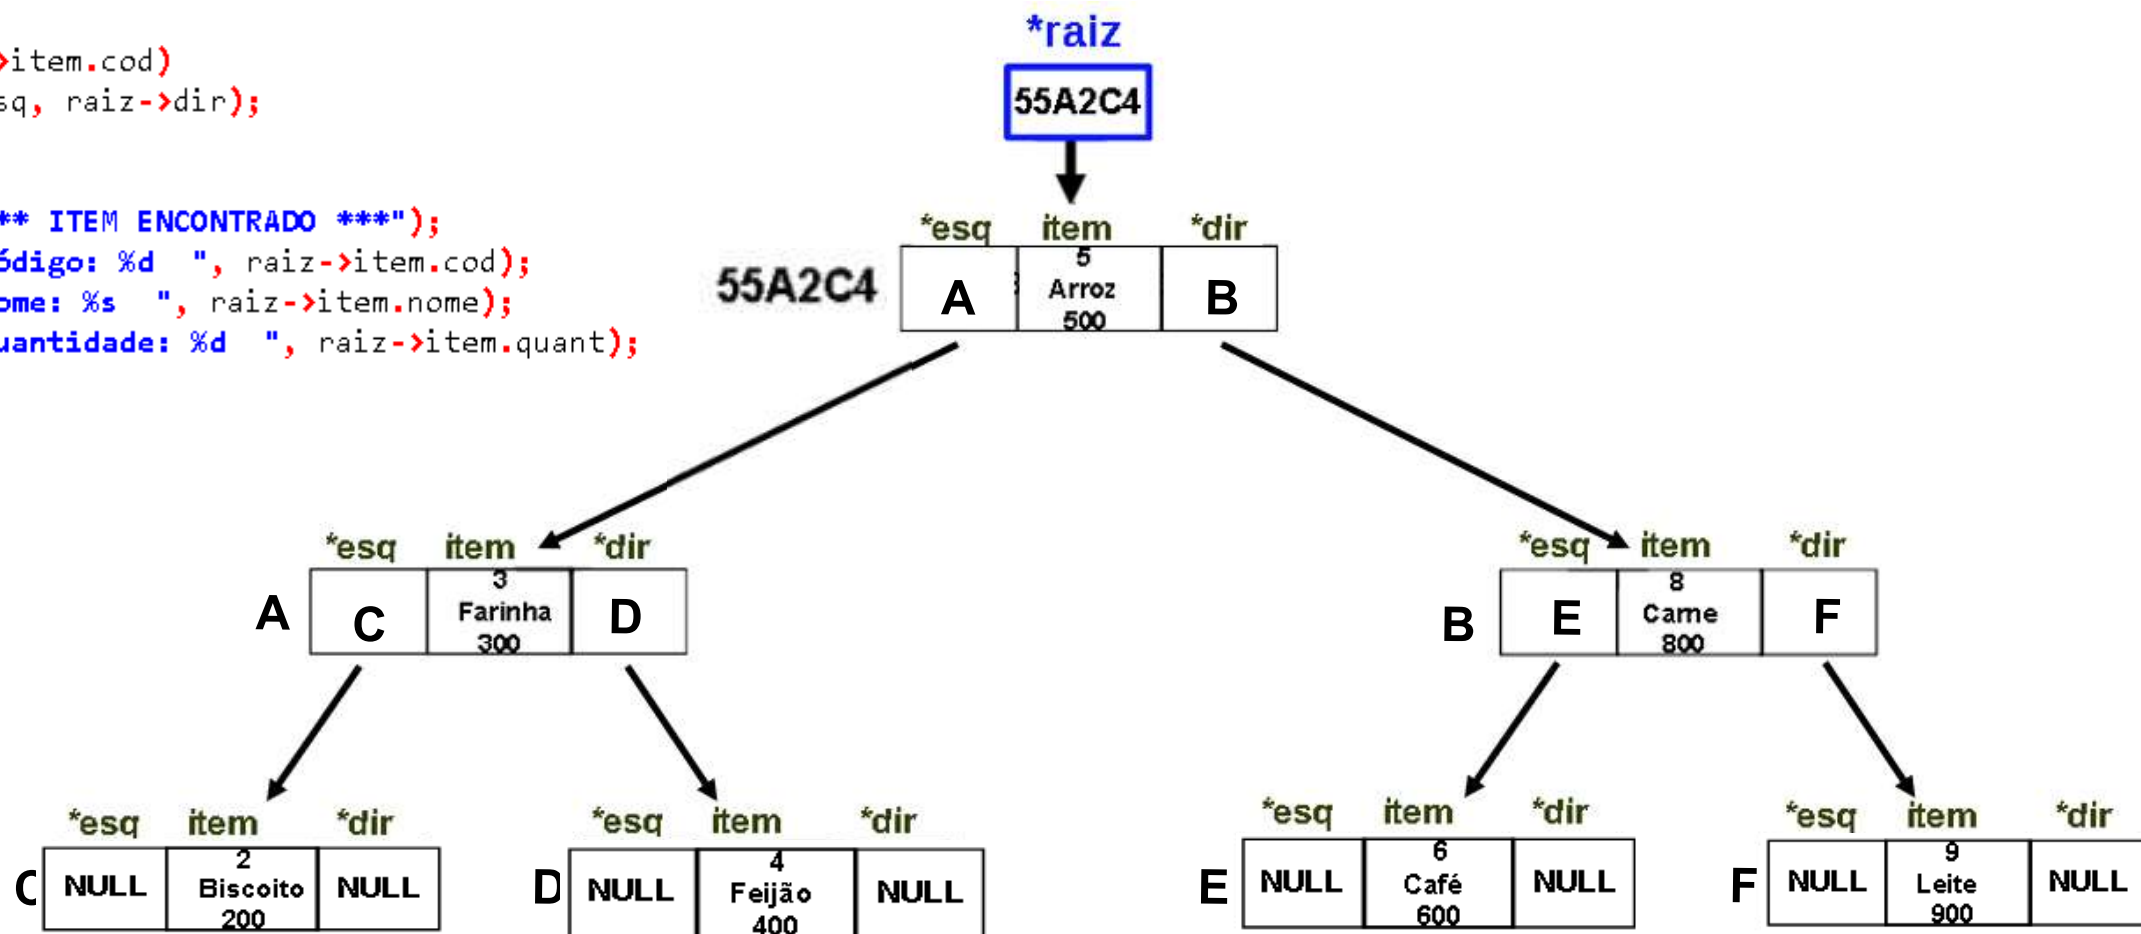 >item.cod)
sq, raiz->dir);
** ITEM ENCONTRADO ***");
ódigo: %d  ", raiz->item.cod);
ome: %s  ", raiz->item.nome);
uantidade: %d  ", raiz->item.quant);
*raiz
55A2C4
*esq item *dir
55A2C4
A
5
Arroz
500
B
*esq item *dir
A
C
3
Farinha
300
D
*esq item *dir
B
E
8
Carne
800
F
*esq item *dir
C
NULL
2
Biscoito
200
NULL
*esq item *dir
D
NULL
4
Feijão
400
NULL
*esq item *dir
E
NULL
6
Café
600
NULL
*esq item *dir
F
NULL
9
Leite
900
NULL